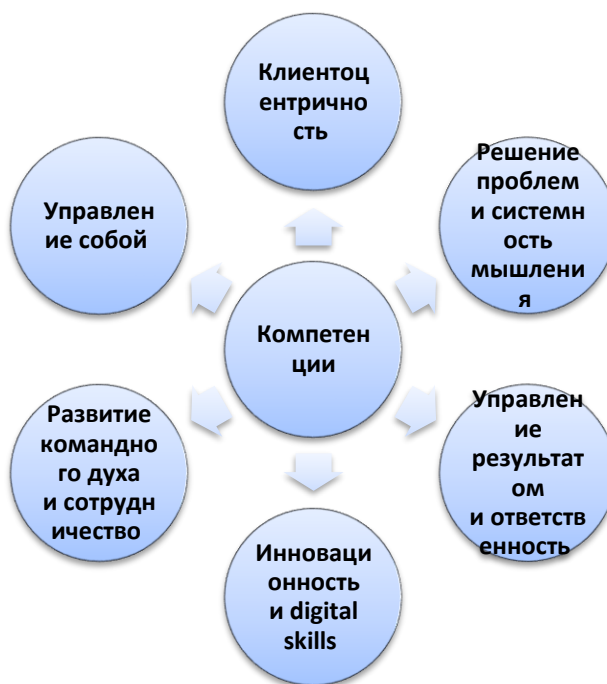 Клиентоц
ентрично
сть
Решение
проблем
и системн
ость
мышлени
я
Управлен
ие собой
Компетен
ции
Управлен
ие
результат
ом
и ответств
енность
Развитие
командно
го духа
и сотрудн
ичество
Инноваци
онность
и digital
skills